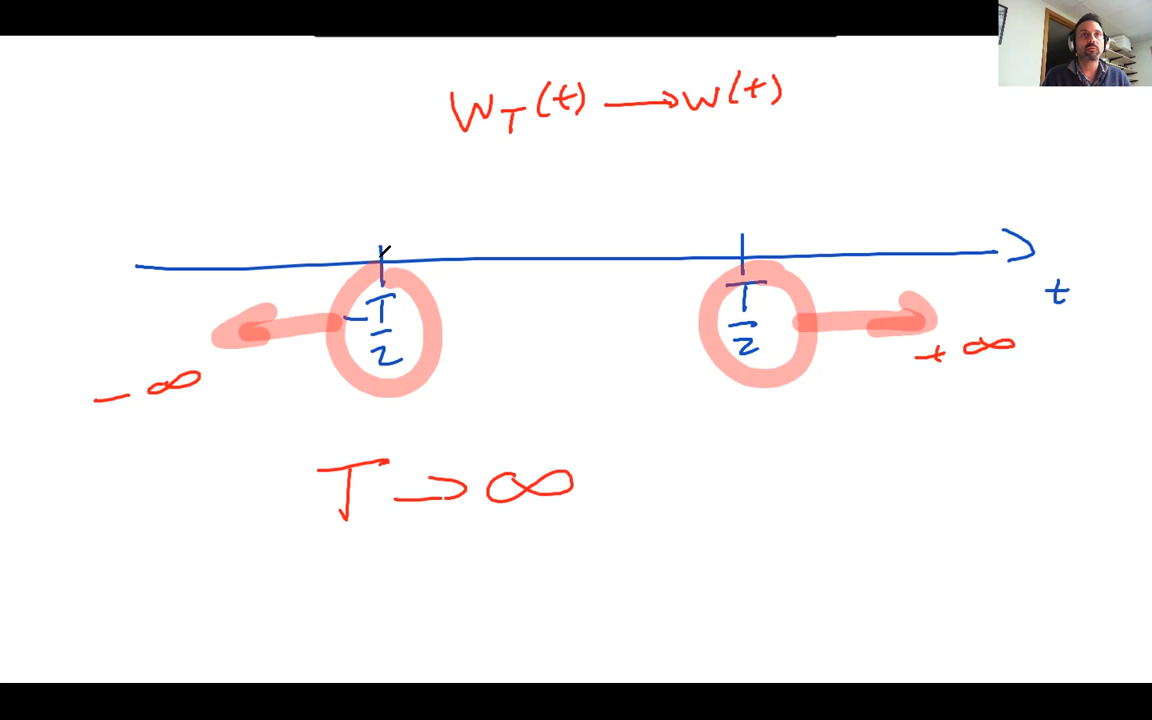 W_T(t) → w(t)
-T/2
T/2
t
- ∞
+ ∞
T → ∞